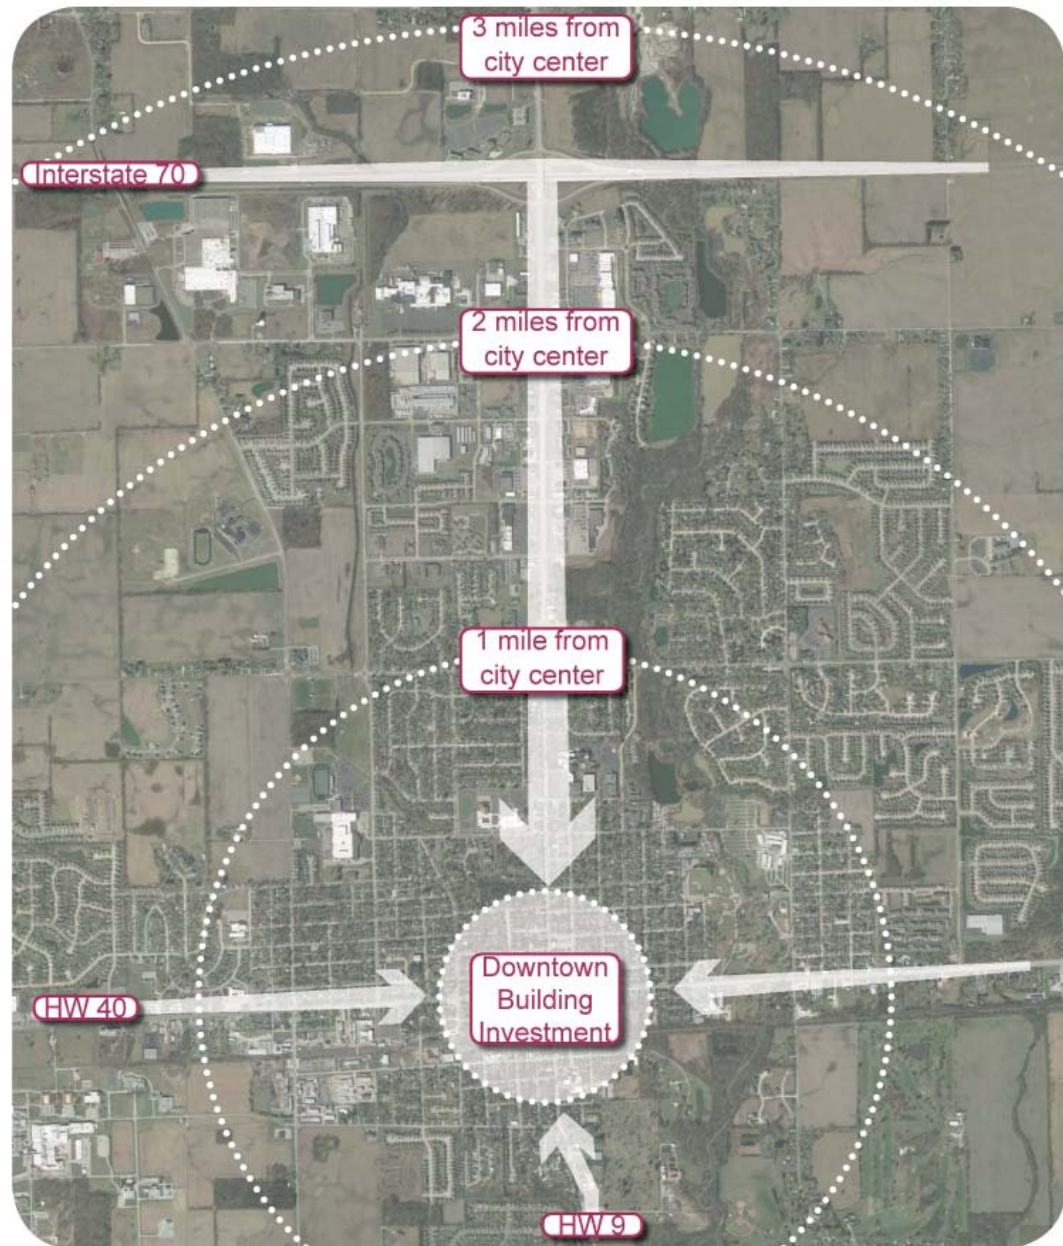 3 miles from
city center
Interstate 70
2 miles from
city center
1 mile from
city center
Downtown
Building
Investment
HW 40
HW 9